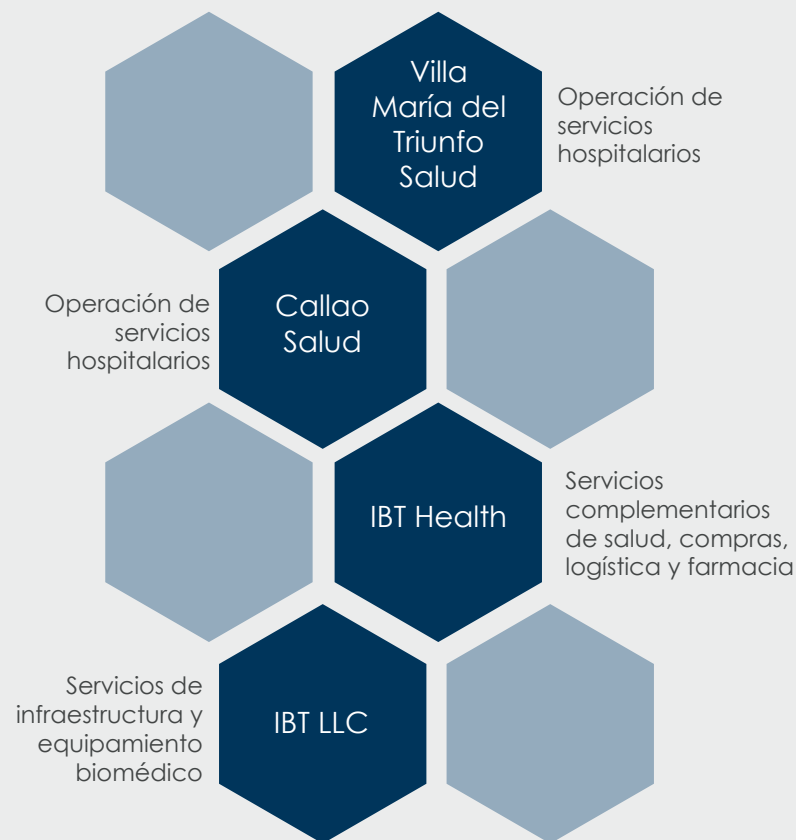 Villa
María del
Triunfo
Salud
Operación de
servicios
hospitalarios
Operación de
servicios
hospitalarios
Callao
Salud
IBT Health
Servicios
complementarios
de salud, compras,
logística y farmacia
Servicios de
infraestructura y
equipamiento
biomédico
IBT LLC